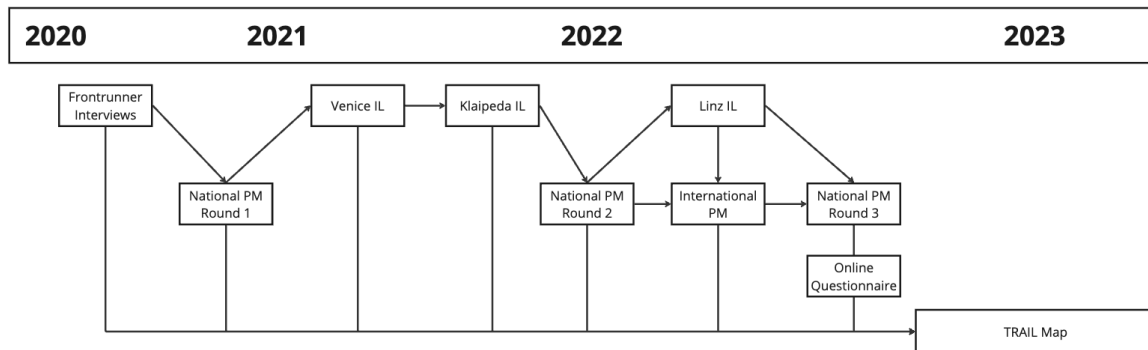 2020 2021 2022 2023
Frontrunner
Interviews
Venice IL
Klaipeda IL
Linz IL
National PM
Round 1
National PM
Round 2
International
PM
National PM
Round 3
Online
Questionnaire
TRAIL Map